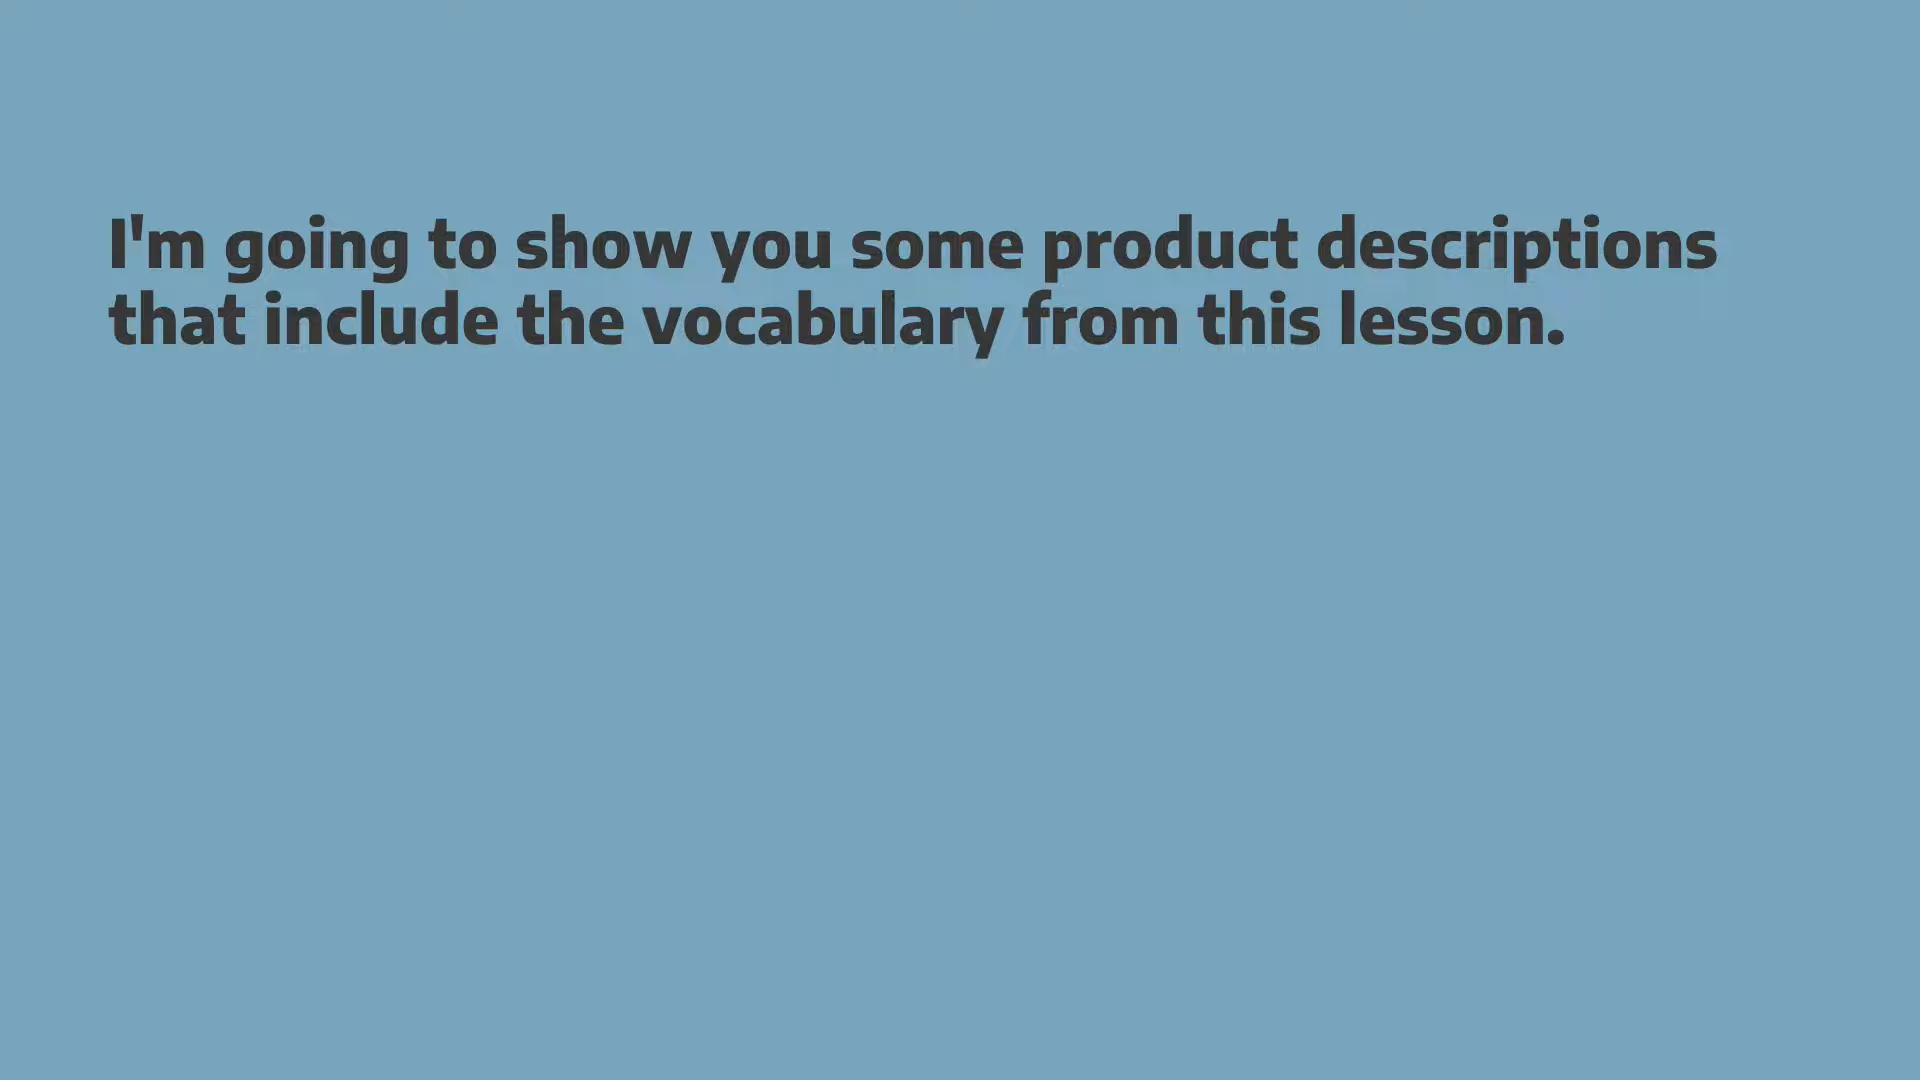 I'm going to show you some product descriptions
that include the vocabulary from this lesson.